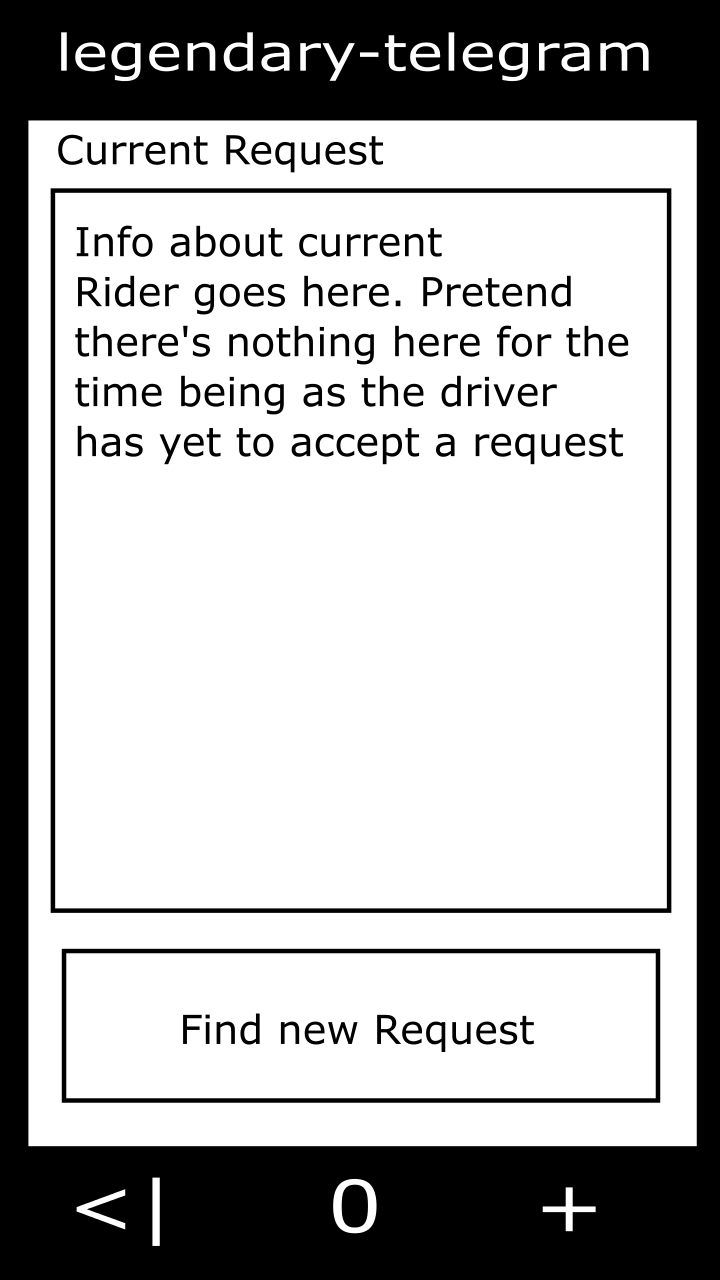 legendary-telegram
Current Request
Info about current
Rider goes here. Pretend
there's nothing here for the
time being as the driver
has yet to accept a request
Find new Request
<| 0 +